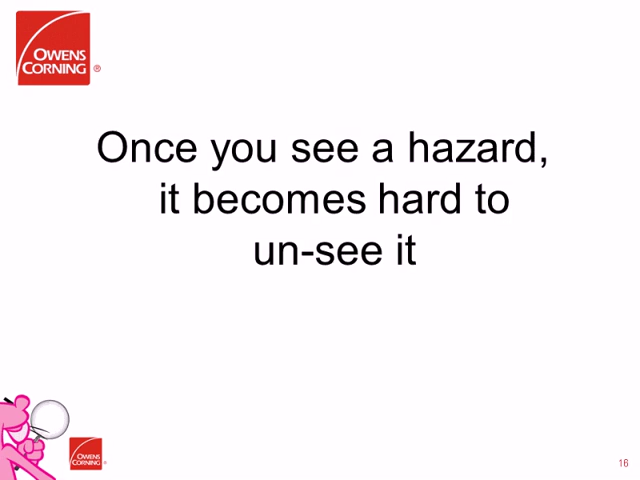 OWENS
CORNING®
Once you see a hazard,
it becomes hard to
un-see it
OWENS
CORNING
16